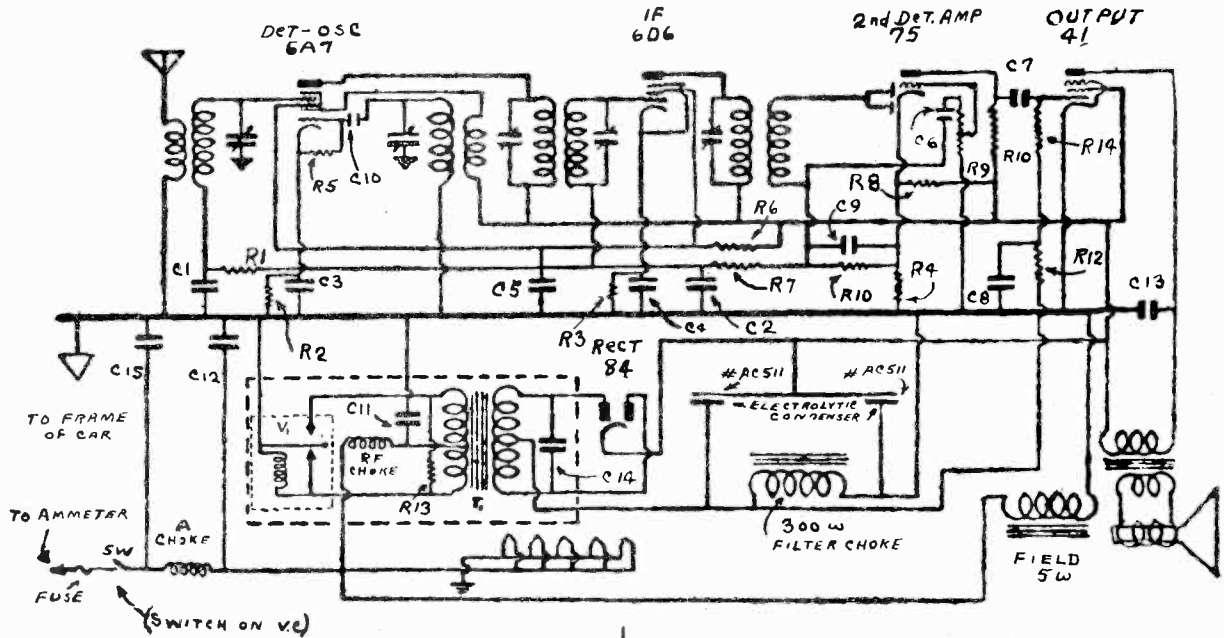 DET-OSC
6A7
IF
6D6
2nd DET. AMP
75
OUTPUT
41
C7
C6
R5
C10
R9
R10
R14
R8
C9
R6
C1
R1
C3
C5
R7
R10
R4
C8
R12
C13
R2
R3
C4
C2
C15
C12
RECT
84
#AC511
#AC511
ELECTROLYTIC
CONDENSER
TO FRAME
OF CAR
V1
C11
RF
CHOKE
R13
C14
300 ω
FILTER CHOKE
FIELD
5 ω
TO AMMETER
SW
A
CHOKE
FUSE
(SWITCH ON V.C)